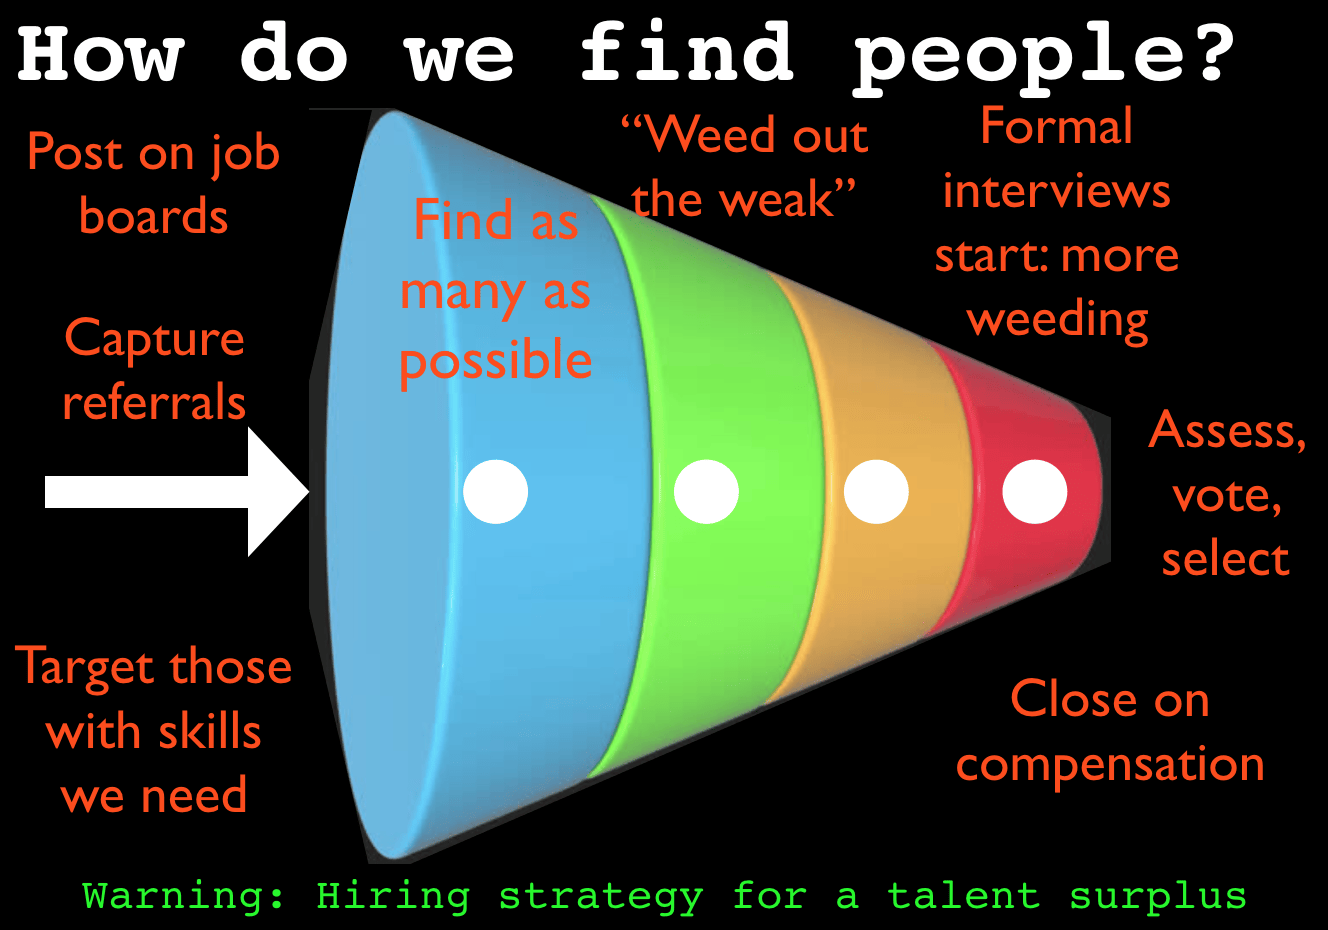 How do we find people?
Post on job
boards
Capture
referrals
Target those
with skills
we need
Find as
many as
possible
“Weed out
the weak”
Formal
interviews
start: more
weeding
Assess,
vote,
select
Close on
compensation
Warning: Hiring strategy for a talent surplus